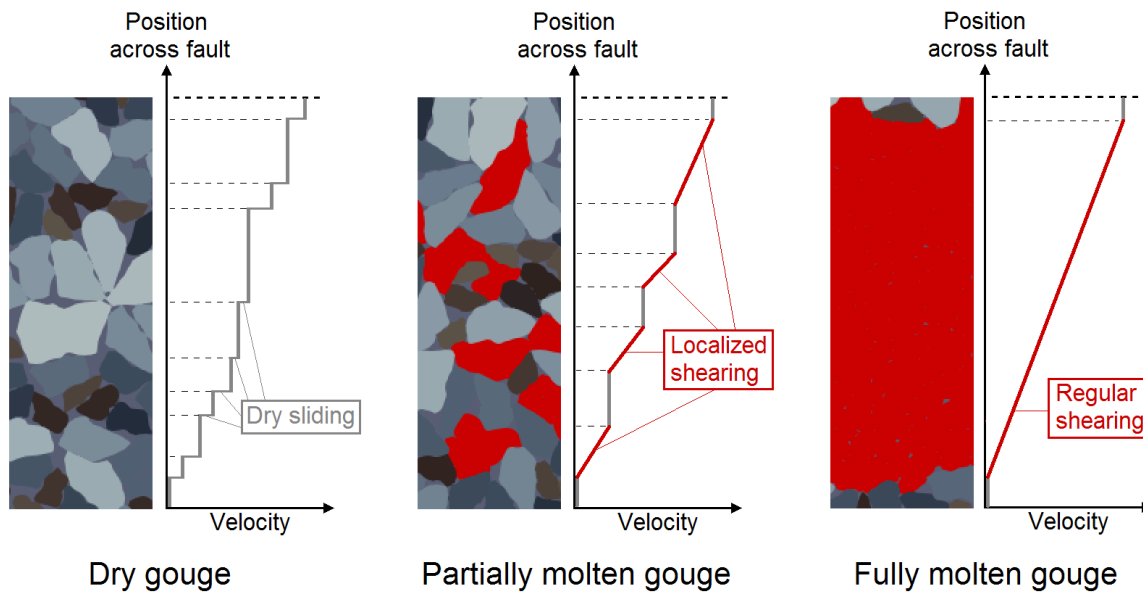 Position
across fault
Dry sliding
Velocity
Dry gouge
Position
across fault
Localized
shearing
Velocity
Partially molten gouge
Position
across fault
Regular
shearing
Velocity
Fully molten gouge